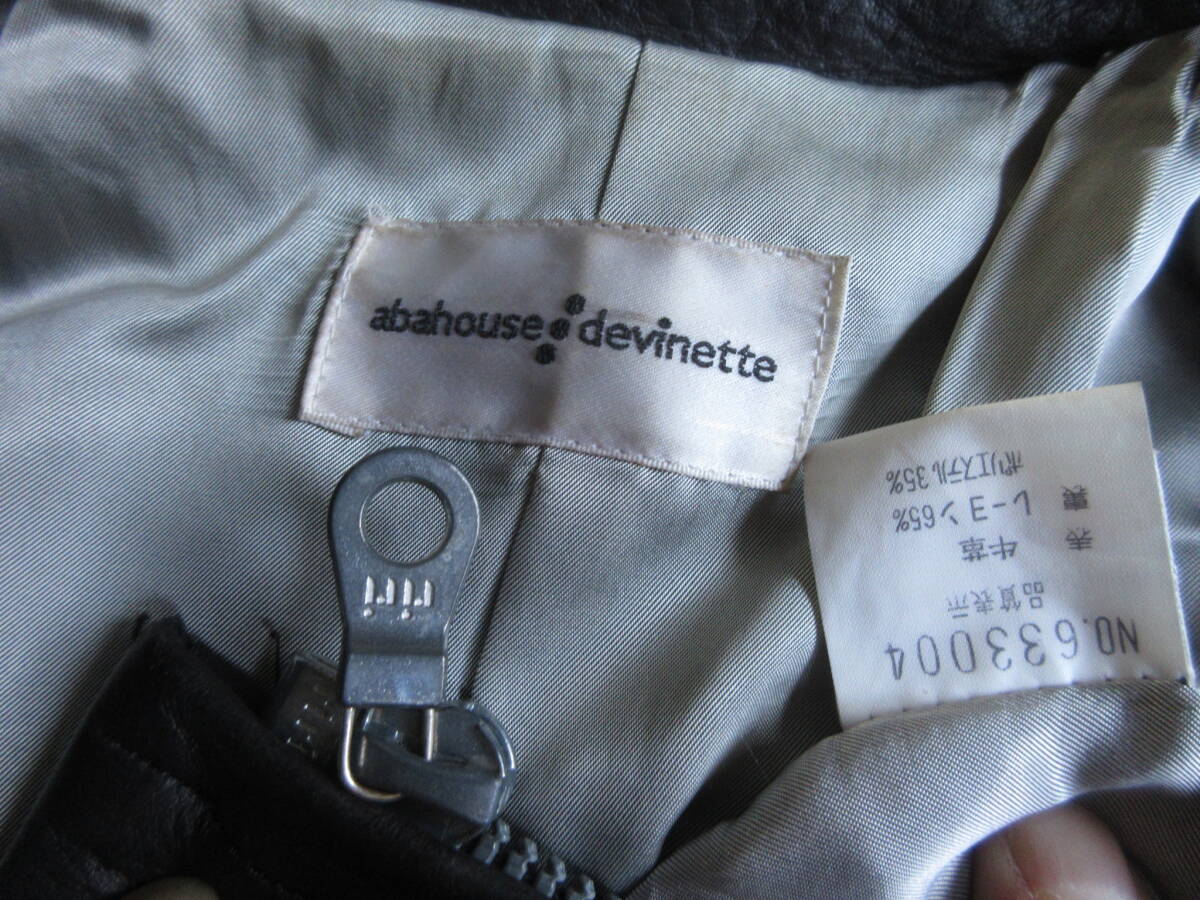 abahouse devinette
riri
NO.633004
品質表示
表 牛革
裏 レーヨン65%
ポリエステル35%